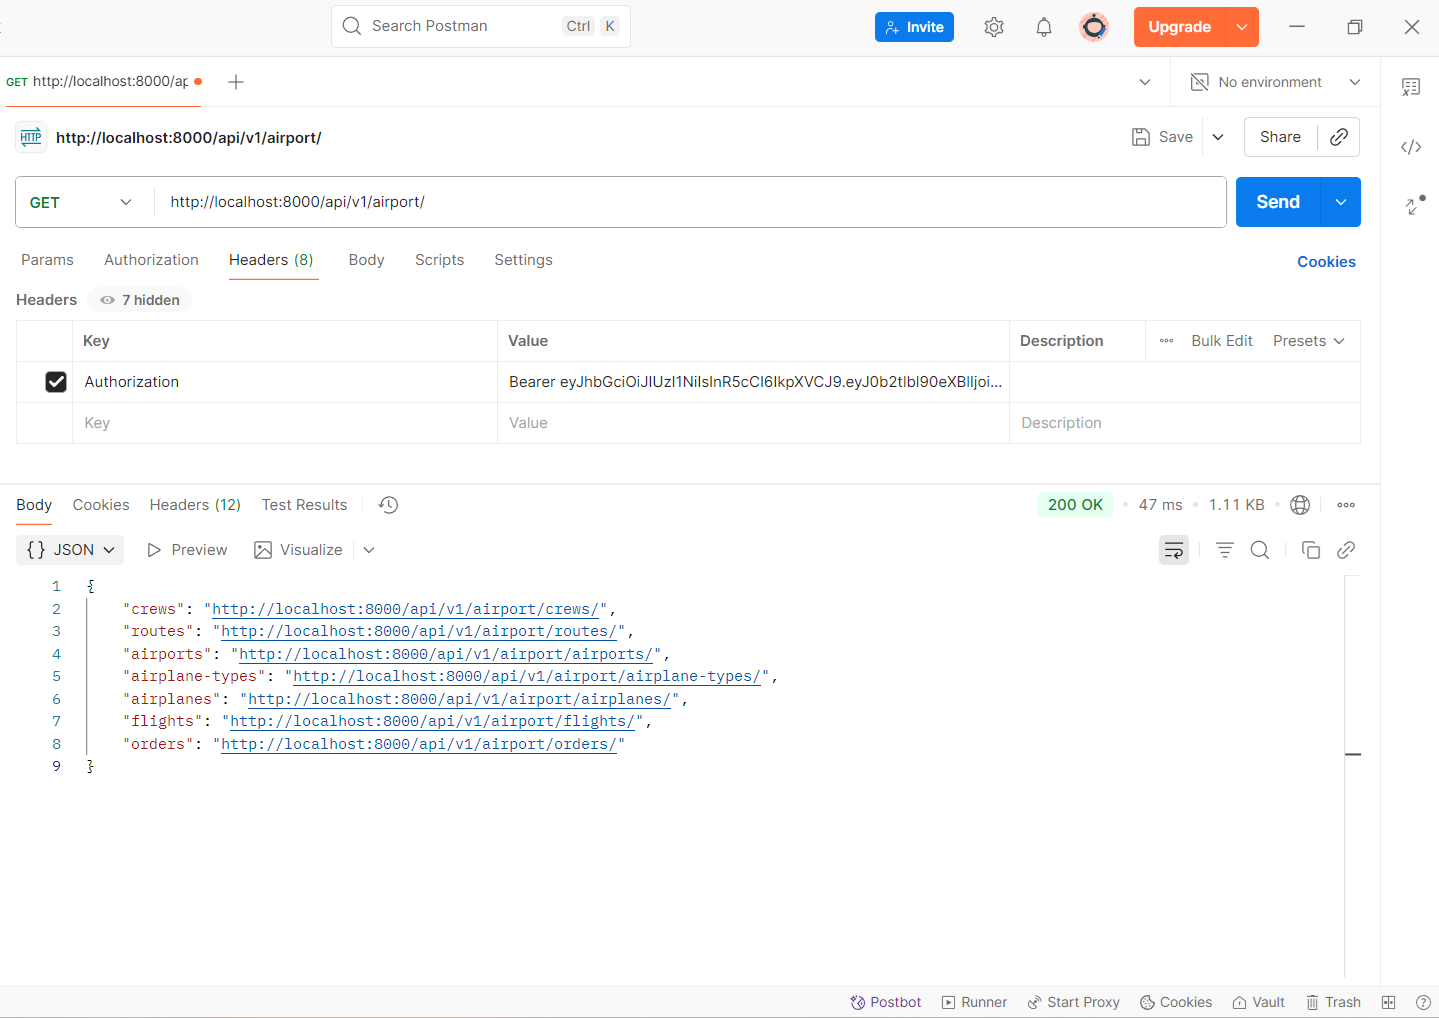 Search Postman Ctrl K Invite Upgrade
GET http://localhost:8000/ap No environment
HTTP http://localhost:8000/api/v1/airport/ Save Share
GET http://localhost:8000/api/v1/airport/ Send
Params Authorization Headers (8) Body Scripts Settings Cookies
Headers 7 hidden
Key Value Description Bulk Edit Presets
Authorization Bearer eyJhbGciOiJIUzI1NiIsInR5cCI6IkpXVCJ9.eyJ0b2tlbl90eXBlIjoi...
Key Value Description
Body Cookies Headers (12) Test Results 200 OK • 47 ms • 1.11 KB •
{} JSON Preview Visualize
1 {
2 "crews": "http://localhost:8000/api/v1/airport/crews/",
3 "routes": "http://localhost:8000/api/v1/airport/routes/",
4 "airports": "http://localhost:8000/api/v1/airport/airports/",
5 "airplane-types": "http://localhost:8000/api/v1/airport/airplane-types/",
6 "airplanes": "http://localhost:8000/api/v1/airport/airplanes/",
7 "flights": "http://localhost:8000/api/v1/airport/flights/",
8 "orders": "http://localhost:8000/api/v1/airport/orders/"
9 }
Postbot Runner Start Proxy Cookies Vault Trash